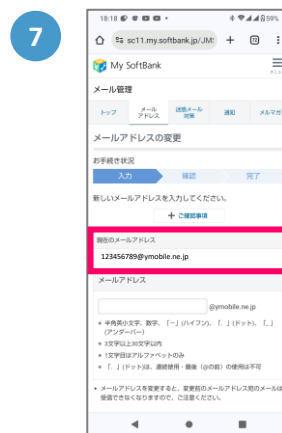 7
18:18
59%
sc11.my.softbank.jp/JM
My SoftBank
メール管理
トップ
メール
アドレス
迷惑メール
対策
通知
メルマガ
メールアドレスの変更
お手続き状況
入力
確認
完了
新しいメールアドレスを入力してください。
+ ご確認事項
現在のメールアドレス
123456789@ymobile.ne.jp
メールアドレス
@ymobile.ne.jp
半角英小文字、数字、「−」(ハイフン)、「．」(ドット)、「_」
(アンダーバー)
3文字以上30文字以内
1文字目はアルファベットのみ
「．」(ドット)は、連続使用・最後(@の前)の使用は不可
メールアドレスを変更すると、変更前のメールアドレス宛のメールは
受信できなくなりますので、ご注意ください。